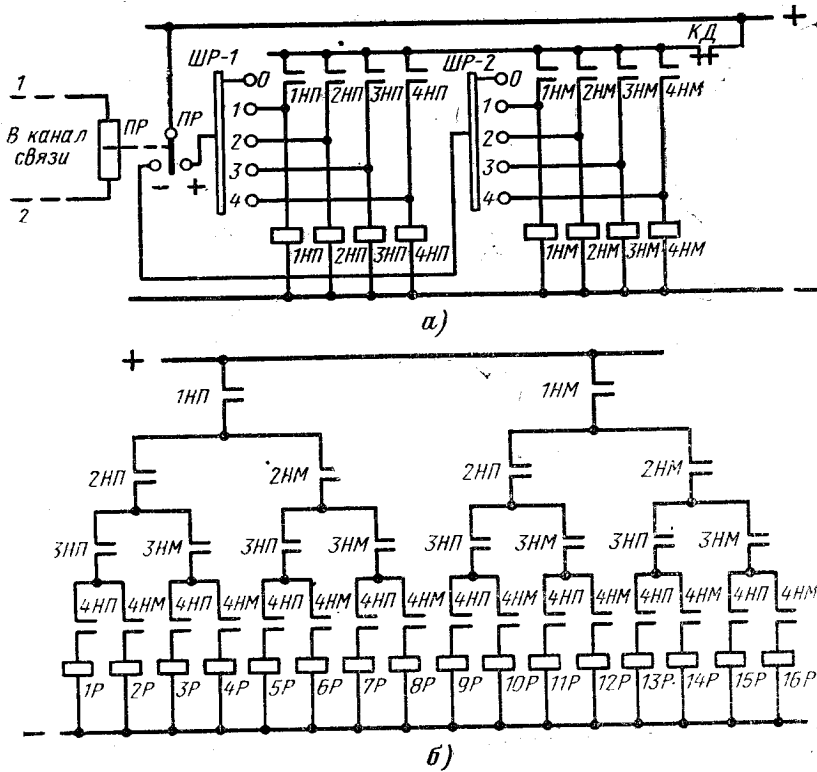 +
КД
ШР-1
ШР-2
0
0
1НП 2НП 3НП 4НП
1НМ 2НМ 3НМ 4НМ
1
В канал
связи
2
ПР
ПР
- +
1
2
3
4
1
2
3
4
1НП 2НП 3НП 4НП
1НМ 2НМ 3НМ 4НМ
-
а)
+
1НП
1НМ
2НП
2НМ
2НП
2НМ
3НП 3НМ 3НП 3НМ 3НП 3НМ 3НП 3НМ
4НП 4НМ 4НП 4НМ 4НП 4НМ 4НП 4НМ 4НП 4НМ 4НП 4НМ 4НП 4НМ
1Р 2Р 3Р 4Р 5Р 6Р 7Р 8Р 9Р 10Р 11Р 12Р 13Р 14Р 15Р 16Р
-
б)